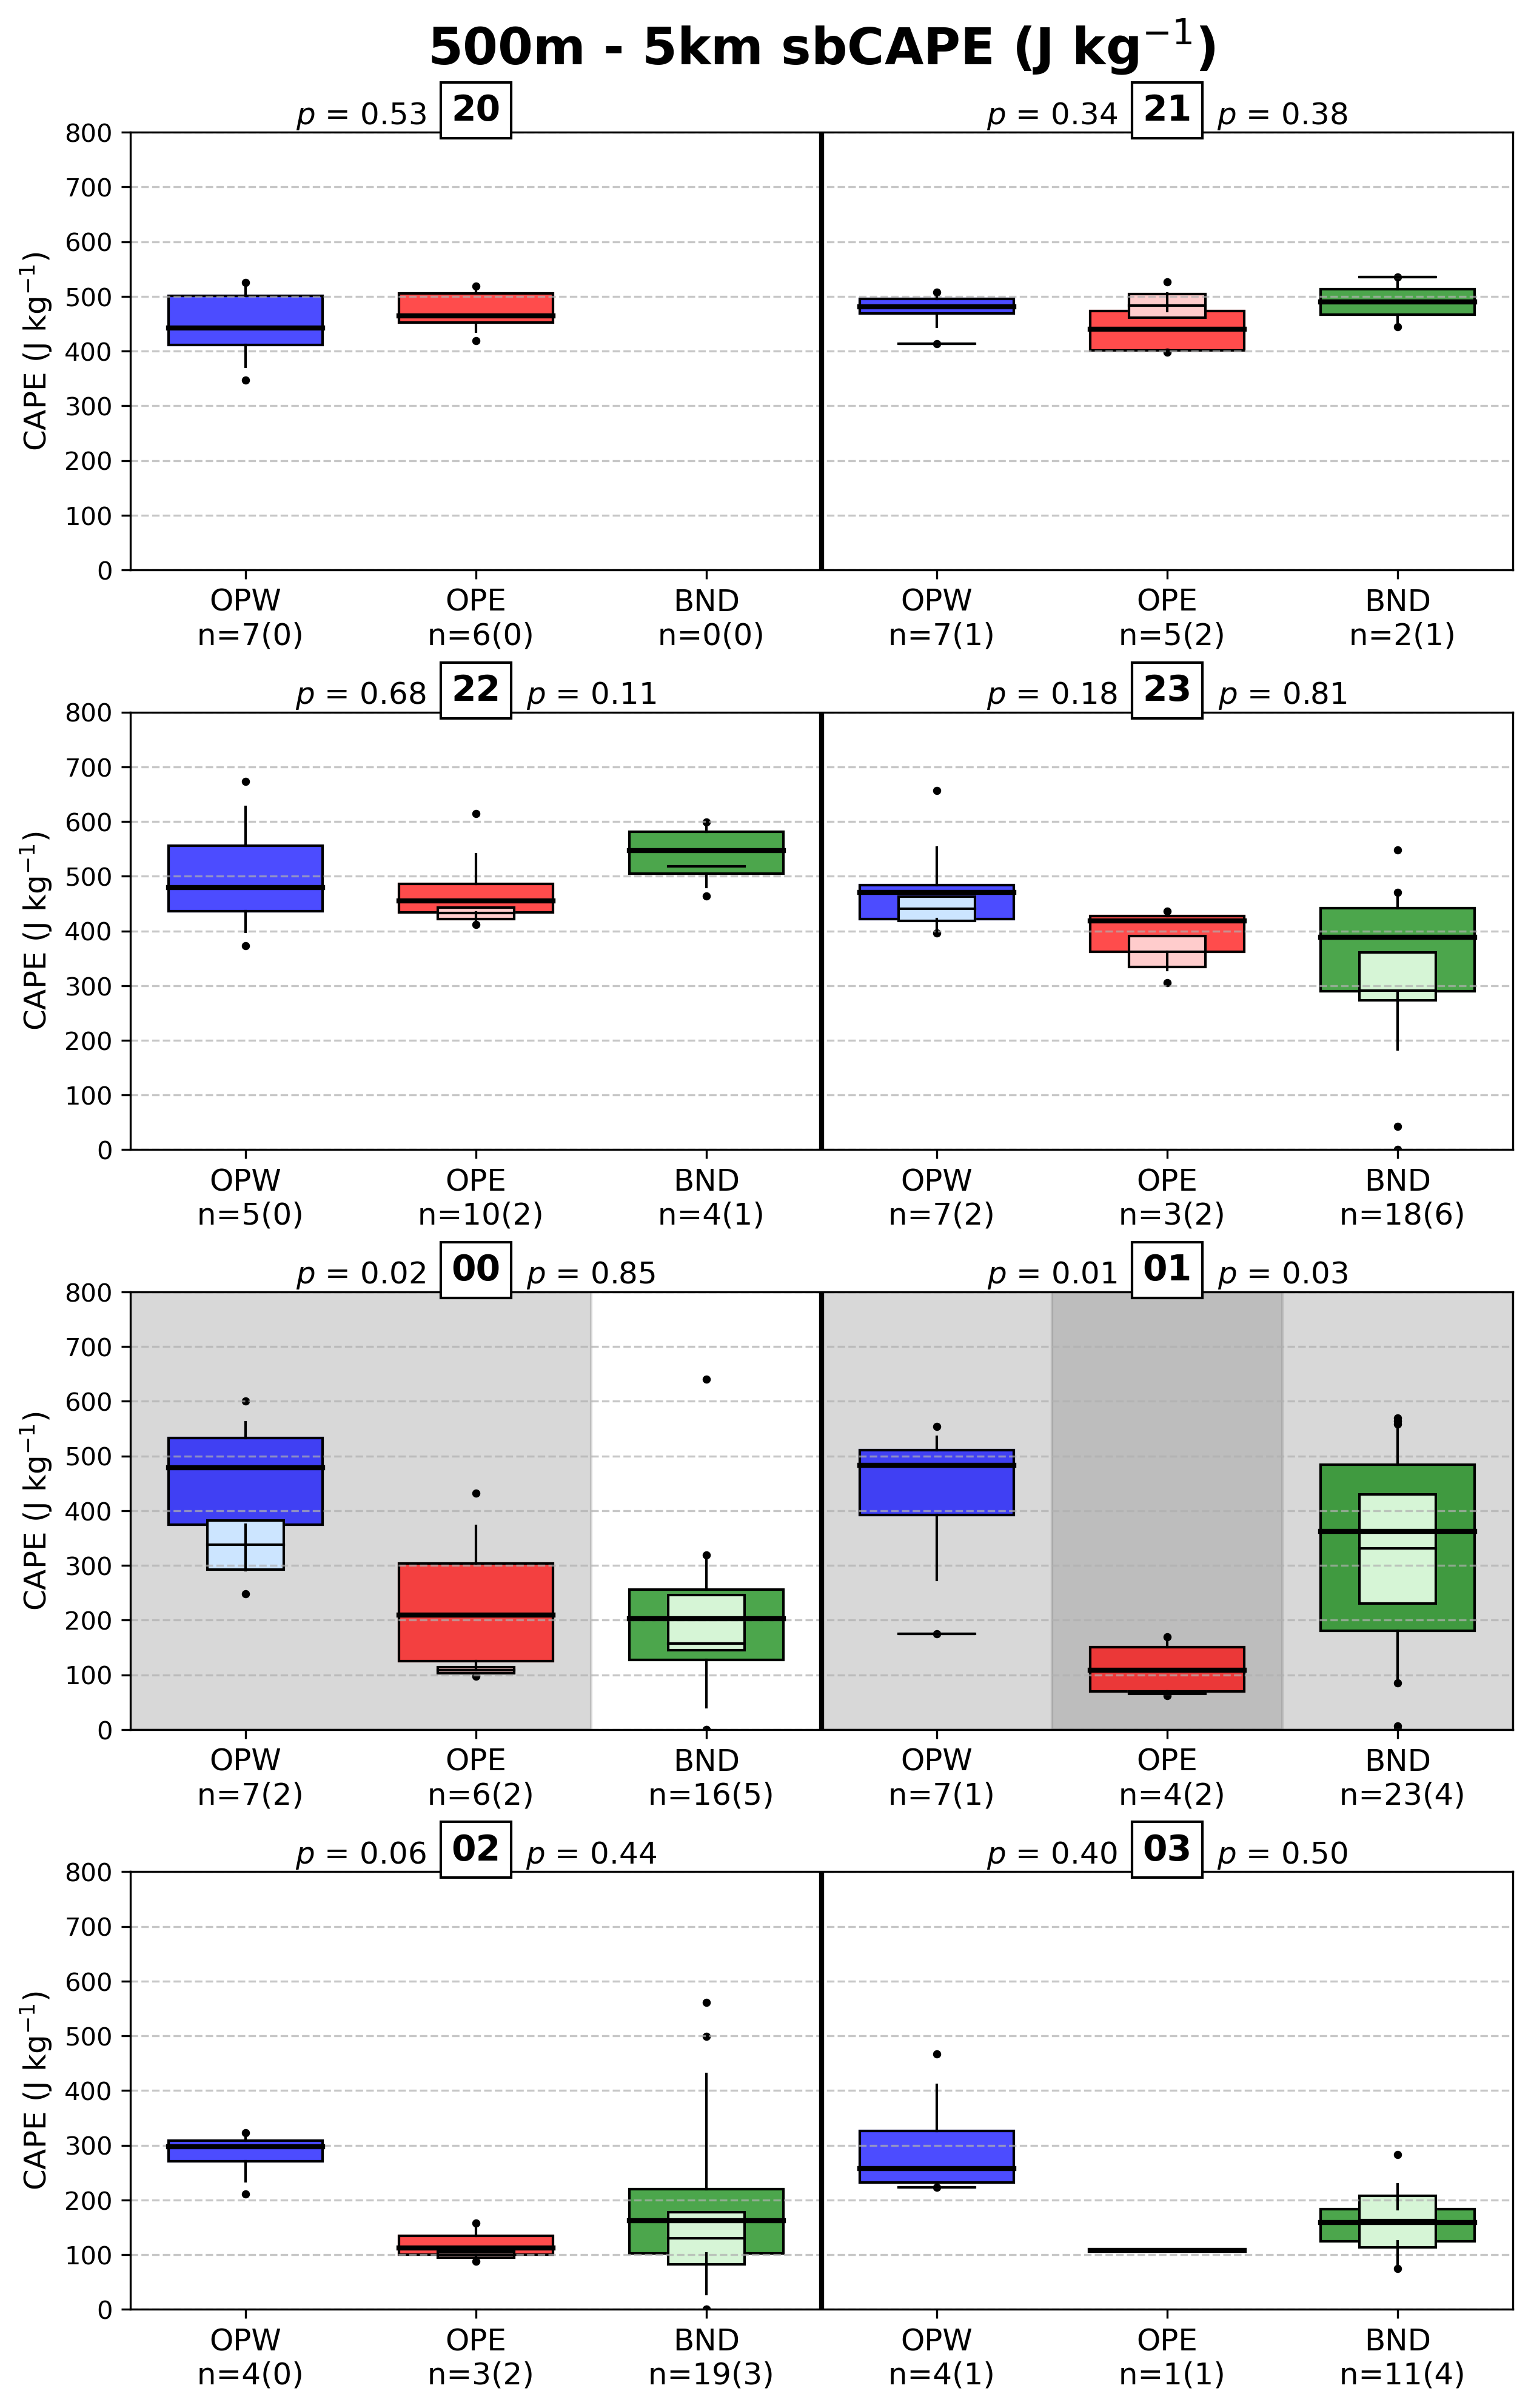 500m - 5km sbCAPE (J kg⁻¹)
p = 0.53 20
p = 0.34 21 p = 0.38
CAPE (J kg⁻¹)
800
700
600
500
400
300
200
100
0
OPW OPE BND OPW OPE BND
n=7(0) n=6(0) n=0(0) n=7(1) n=5(2) n=2(1)
p = 0.68 22 p = 0.11
p = 0.18 23 p = 0.81
CAPE (J kg⁻¹)
800
700
600
500
400
300
200
100
0
OPW OPE BND OPW OPE BND
n=5(0) n=10(2) n=4(1) n=7(2) n=3(2) n=18(6)
p = 0.02 00 p = 0.85
p = 0.01 01 p = 0.03
CAPE (J kg⁻¹)
800
700
600
500
400
300
200
100
0
OPW OPE BND OPW OPE BND
n=7(2) n=6(2) n=16(5) n=7(1) n=4(2) n=23(4)
p = 0.06 02 p = 0.44
p = 0.40 03 p = 0.50
CAPE (J kg⁻¹)
800
700
600
500
400
300
200
100
0
OPW OPE BND OPW OPE BND
n=4(0) n=3(2) n=19(3) n=4(1) n=1(1) n=11(4)